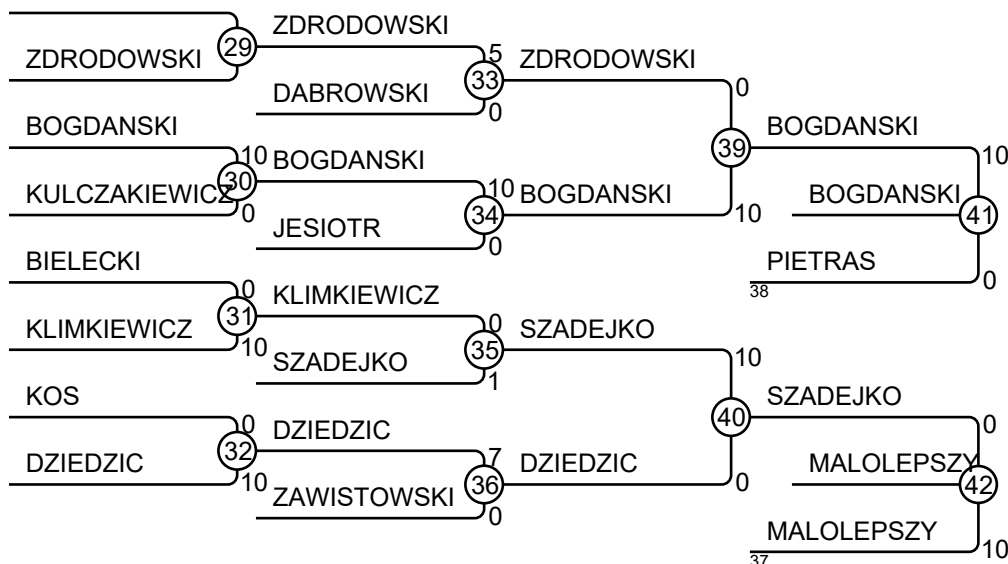 ZDRODOWSKI
29
ZDRODOWSKI
5
DABROWSKI
0
33
ZDRODOWSKI
0
BOGDANSKI
10
KULCZAKIEWICZ
0
30
BOGDANSKI
10
JESIOTR
0
34
BOGDANSKI
10
39
BOGDANSKI
10
BOGDANSKI
41
PIETRAS
0
38
BIELECKI
0
KLIMKIEWICZ
10
31
KLIMKIEWICZ
0
SZADEJKO
1
35
SZADEJKO
10
KOS
0
DZIEDZIC
10
32
DZIEDZIC
7
ZAWISTOWSKI
0
36
DZIEDZIC
0
40
SZADEJKO
0
MALOLEPSZY
42
MALOLEPSZY
10
37